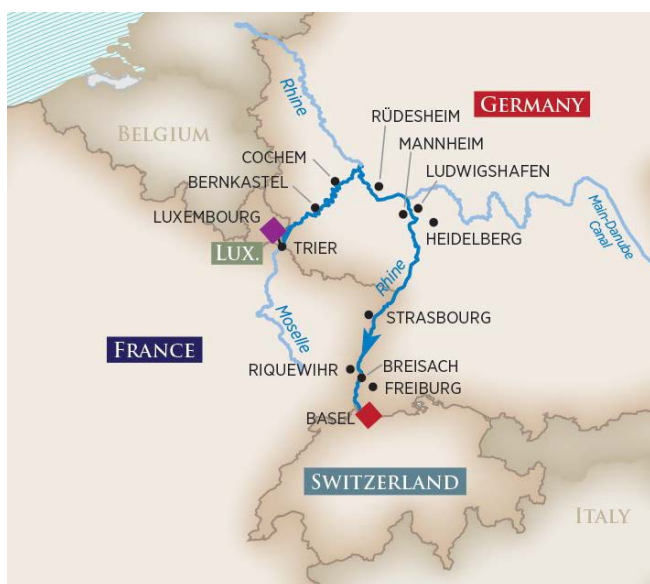 Rhine
GERMANY
RÜDESHEIM
BELGIUM
MANNHEIM
COCHEM
LUDWIGSHAFEN
BERNKASTEL
LUXEMBOURG
HEIDELBERG
Main-Danube
Canal
LUX.
TRIER
Rhine
Moselle
STRASBOURG
FRANCE
RIQUEWIHR
BREISACH
FREIBURG
BASEL
SWITZERLAND
ITALY